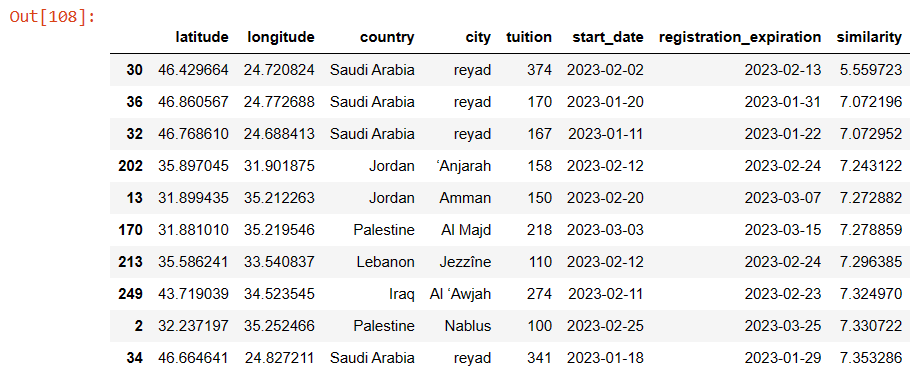 Out[108]:
latitude longitude country city tuition start_date registration_expiration similarity
30 46.429664 24.720824 Saudi Arabia reyad 374 2023-02-02 2023-02-13 5.559723
36 46.860567 24.772688 Saudi Arabia reyad 170 2023-01-20 2023-01-31 7.072196
32 46.768610 24.688413 Saudi Arabia reyad 167 2023-01-11 2023-01-22 7.072952
202 35.897045 31.901875 Jordan ‘Anjarah 158 2023-02-12 2023-02-24 7.243122
13 31.899435 35.212263 Jordan Amman 150 2023-02-20 2023-03-07 7.272882
170 31.881010 35.219546 Palestine Al Majd 218 2023-03-03 2023-03-15 7.278859
213 35.586241 33.540837 Lebanon Jezzîne 110 2023-02-12 2023-02-24 7.296385
249 43.719039 34.523545 Iraq Al ‘Awjah 274 2023-02-11 2023-02-23 7.324970
2 32.237197 35.252466 Palestine Nablus 100 2023-02-25 2023-03-25 7.330722
34 46.664641 24.827211 Saudi Arabia reyad 341 2023-01-18 2023-01-29 7.353286